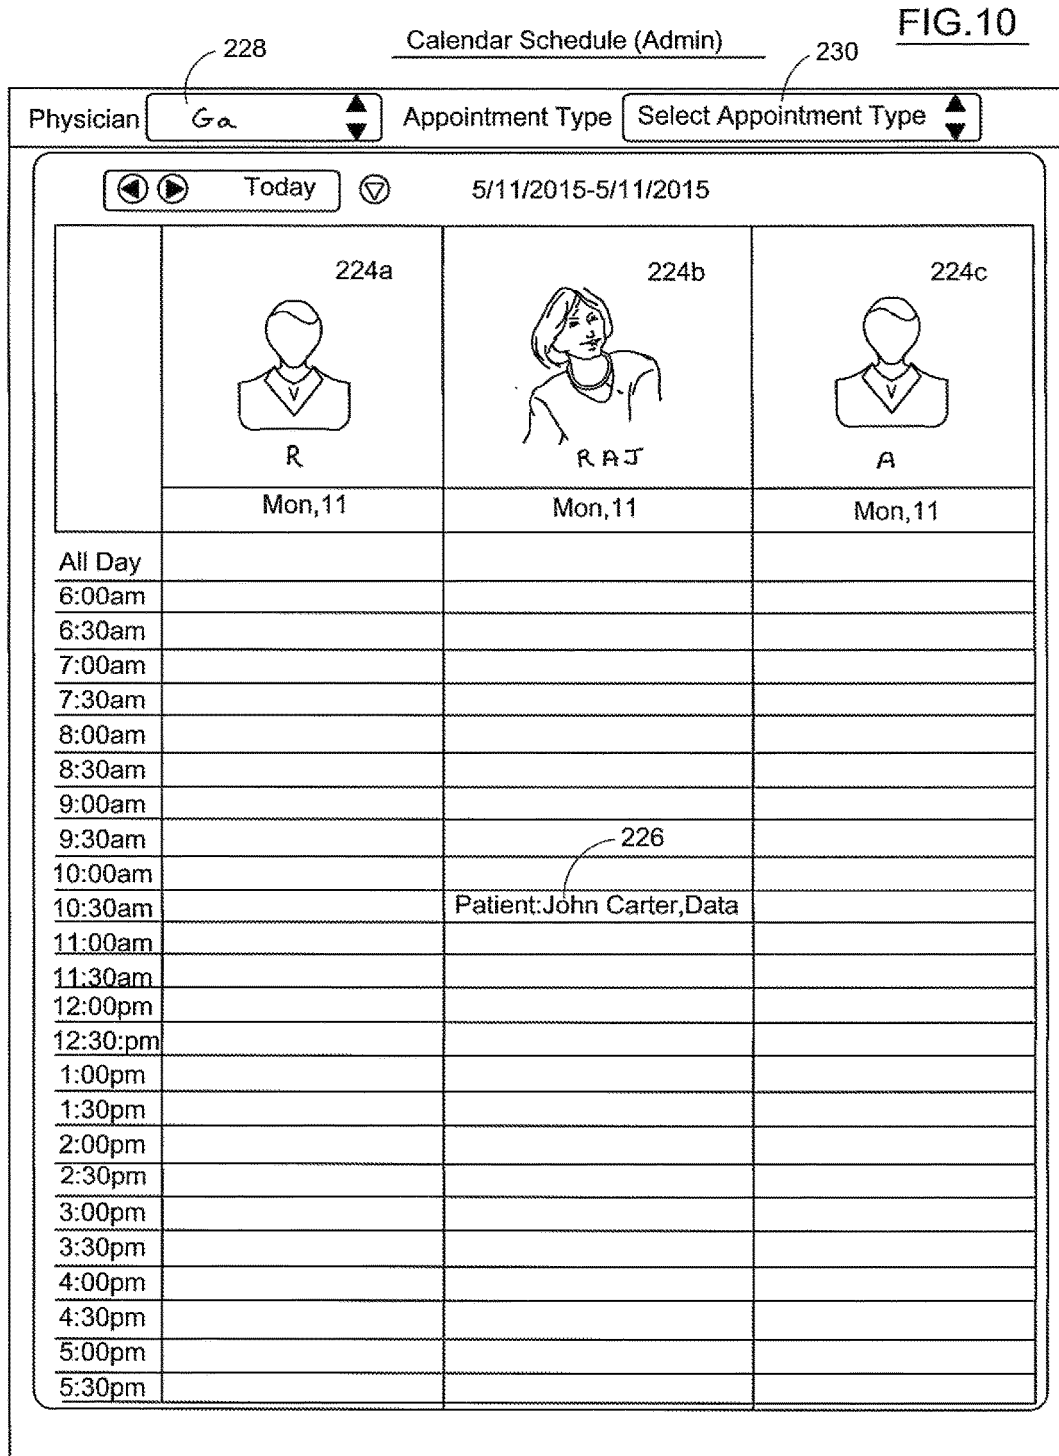 FIG.10
Calendar Schedule (Admin)
228
230
Physician Ga Appointment Type Select Appointment Type
Today 5/11/2015-5/11/2015
224a 224b 224c
V V
R RAJ A
Mon,11 Mon,11 Mon,11
All Day
6:00am
6:30am
7:00am
7:30am
8:00am
8:30am
9:00am
9:30am 226
10:00am
10:30am Patient:John Carter,Data
11:00am
11:30am
12:00pm
12:30:pm
1:00pm
1:30pm
2:00pm
2:30pm
3:00pm
3:30pm
4:00pm
4:30pm
5:00pm
5:30pm